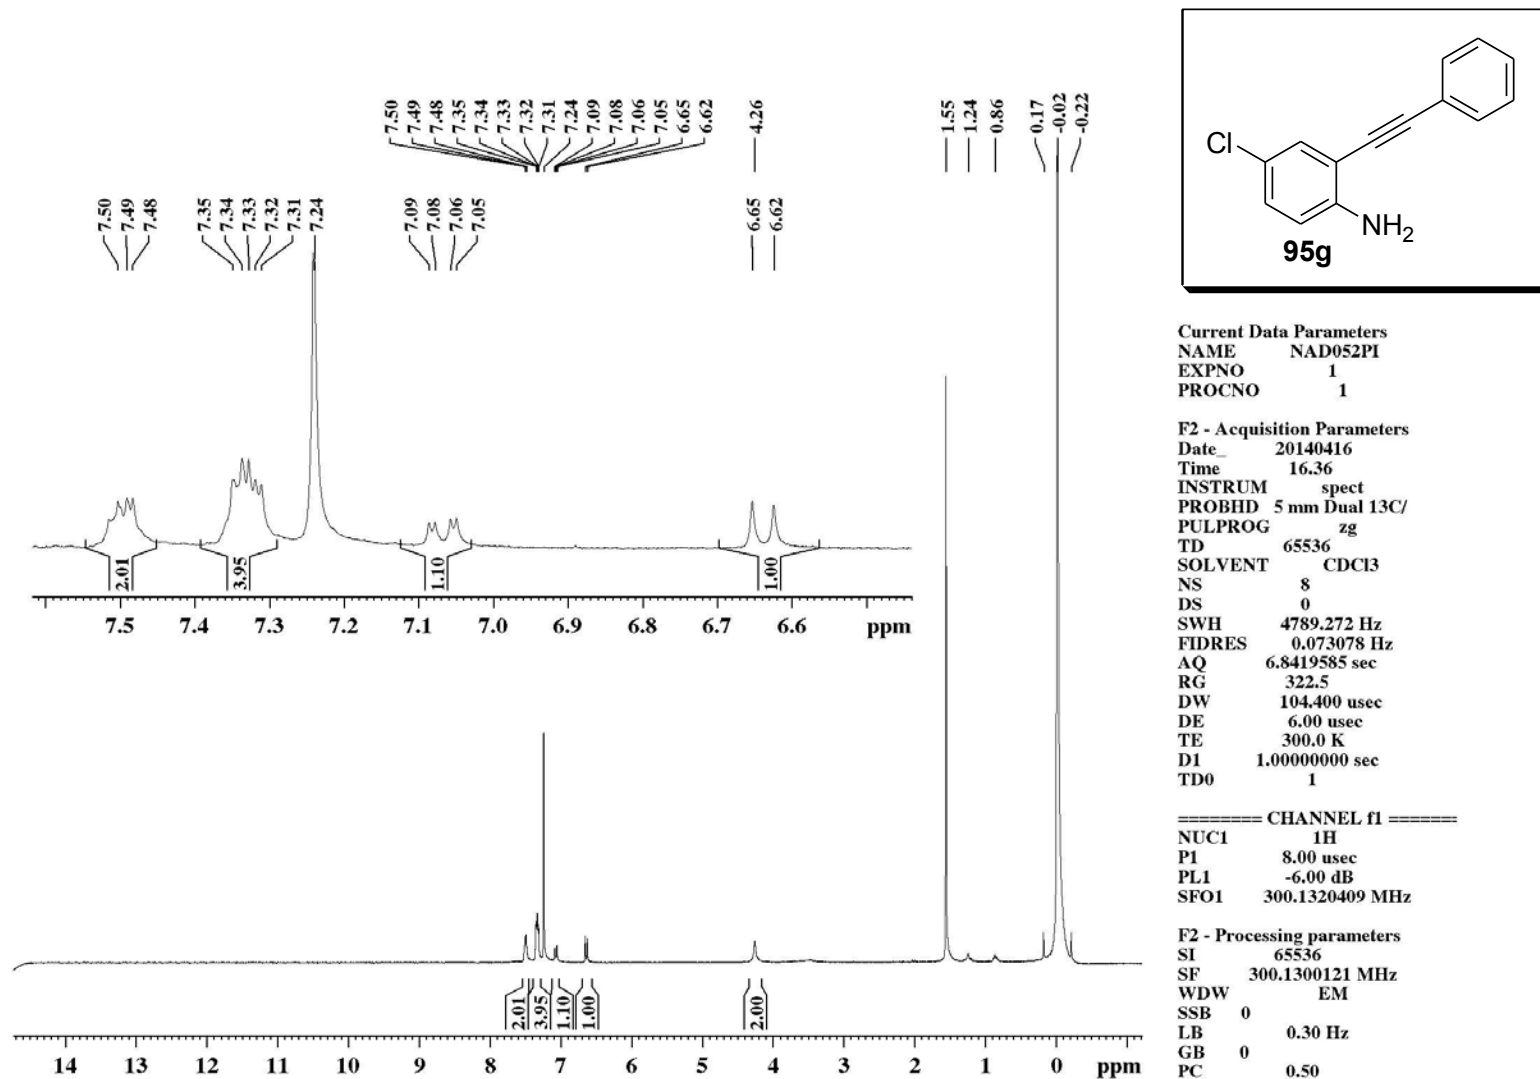 7.50
7.49
7.48
7.35
7.34
7.33
7.32
7.31
7.24
7.09
7.08
7.06
7.05
6.65
6.62
4.26
1.55
1.24
0.86
0.17
-0.02
-0.22
7.50
7.49
7.48
7.35
7.34
7.33
7.32
7.31
7.24
7.09
7.08
7.06
7.05
6.65
6.62
2.01
3.95
1.10
1.00
7.5 7.4 7.3 7.2 7.1 7.0 6.9 6.8 6.7 6.6 ppm
2.01
3.95
1.10
1.00
2.00
14 13 12 11 10 9 8 7 6 5 4 3 2 1 0 ppm
Cl
NH2
95g
Current Data Parameters
NAME NAD052PI
EXPNO 1
PROCNO 1
F2 - Acquisition Parameters
Date_ 20140416
Time 16.36
INSTRUM spect
PROBHD 5 mm Dual 13C/
PULPROG zg
TD 65536
SOLVENT CDCl3
NS 8
DS 0
SWH 4789.272 Hz
FIDRES 0.073078 Hz
AQ 6.8419585 sec
RG 322.5
DW 104.400 usec
DE 6.00 usec
TE 300.0 K
D1 1.00000000 sec
TD0 1
======== CHANNEL f1 =======
NUC1 1H
P1 8.00 usec
PL1 -6.00 dB
SFO1 300.1320409 MHz
F2 - Processing parameters
SI 65536
SF 300.1300121 MHz
WDW EM
SSB 0
LB 0.30 Hz
GB 0
PC 0.50